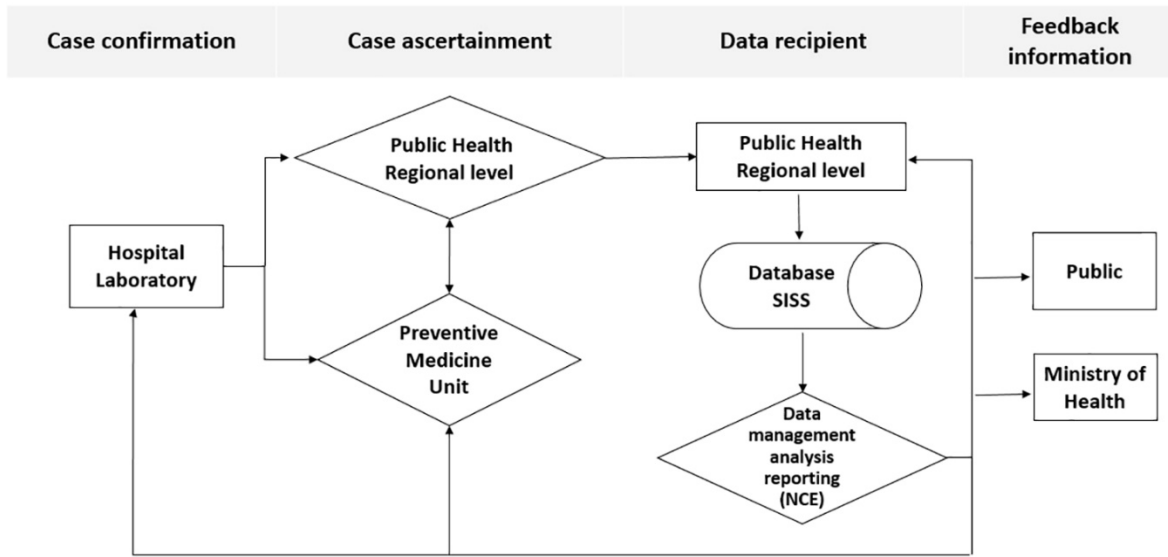 Case confirmation
Case ascertainment
Data recipient
Feedback
information
Public Health
Regional level
Public Health
Regional level
Hospital
Laboratory
Database
SISS
Public
Preventive
Medicine
Unit
Ministry of
Health
Data
management
analysis
reporting
(NCE)